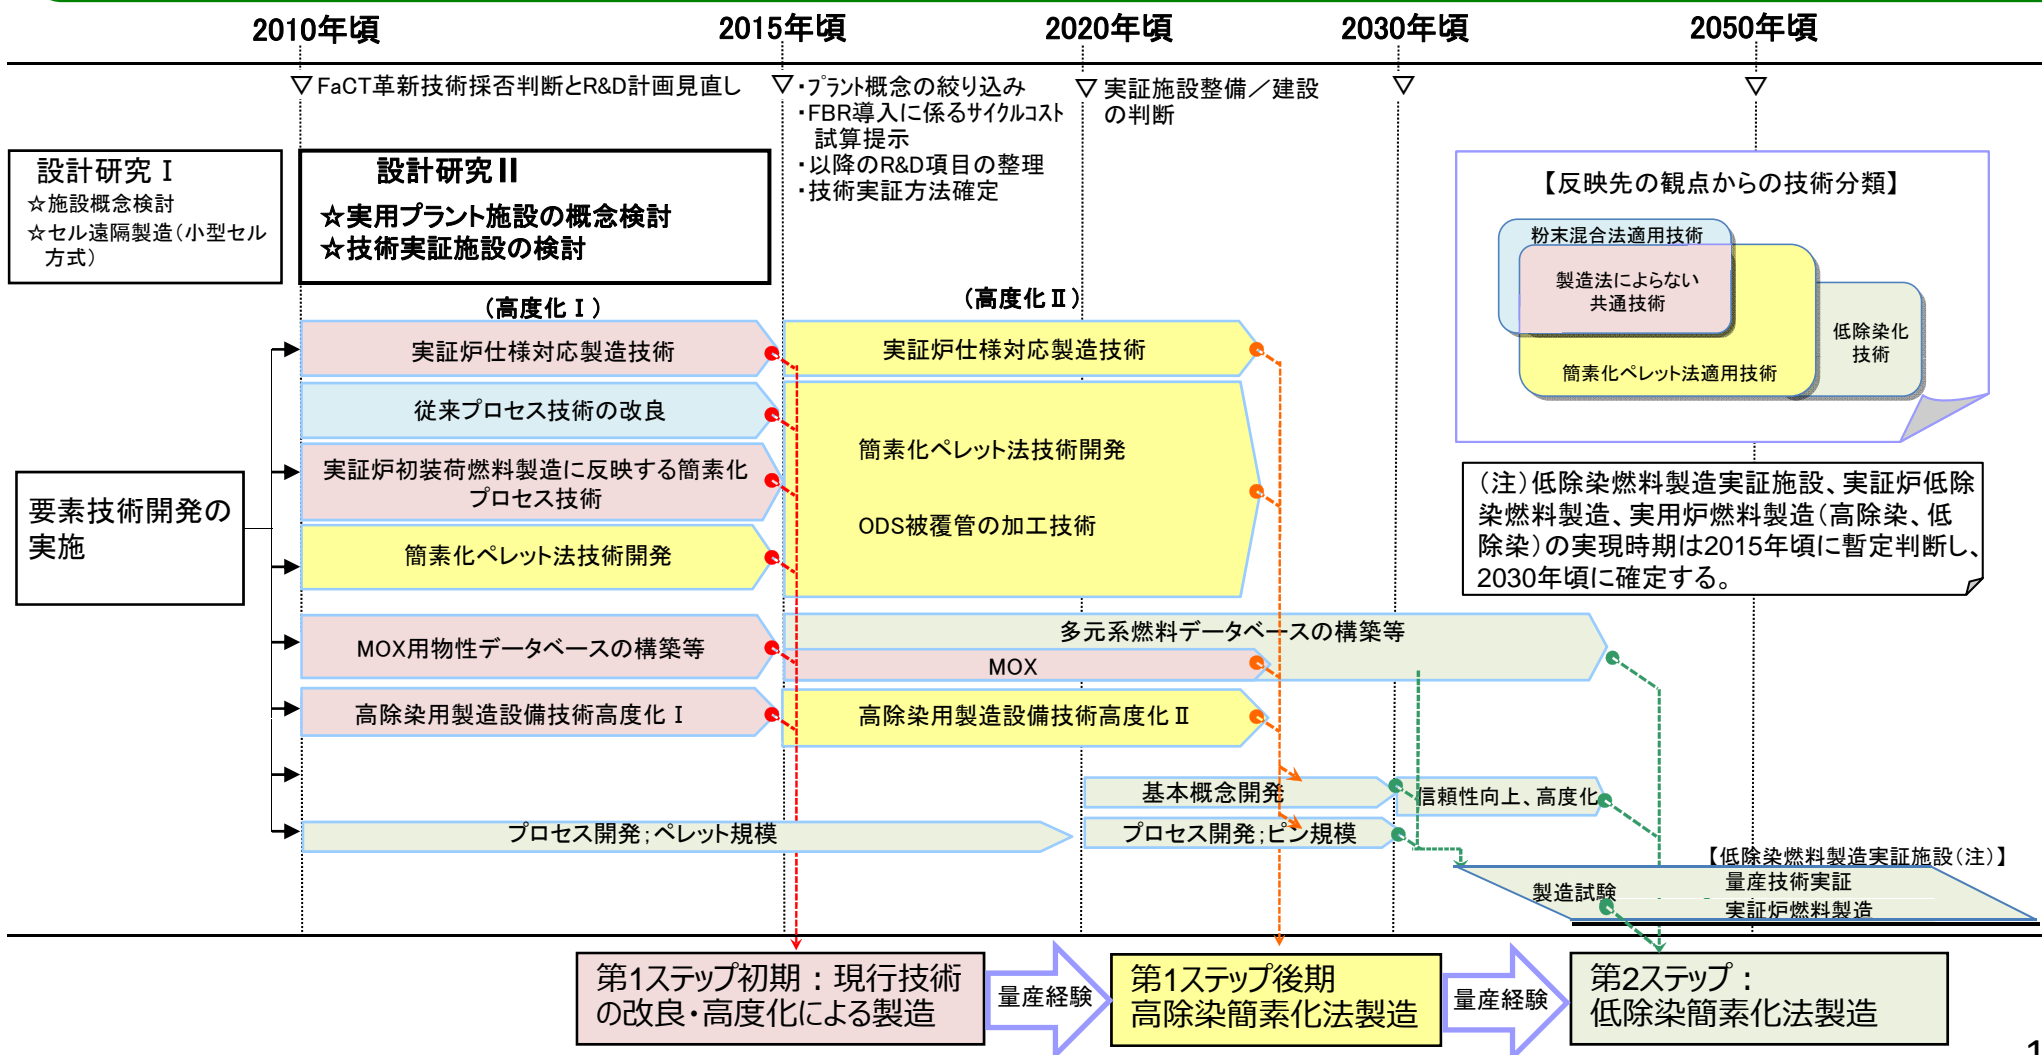 2010年頃
2015年頃
2020年頃
2030年頃
2050年頃
▽FaCT革新技術採否判断とR&D計画見直し
▽・プラント概念の絞り込み
・FBR導入に係るサイクルコスト
試算提示
・以降のR&D項目の整理
・技術実証方法確定
▽実証施設整備／建設
の判断
▽
▽
設計研究Ⅰ
☆施設概念検討
☆セル遠隔製造（小型セル
方式）
設計研究Ⅱ
☆実用プラント施設の概念検討
☆技術実証施設の検討
【反映先の観点からの技術分類】
粉末混合法適用技術
製造法によらない
共通技術
簡素化ペレット法適用技術
低除染化
技術
（高度化Ⅰ）
（高度化Ⅱ）
実証炉仕様対応製造技術
実証炉仕様対応製造技術
従来プロセス技術の改良
実証炉初装荷燃料製造に反映する簡素化
プロセス技術
簡素化ペレット法技術開発
簡素化ペレット法技術開発
ODS被覆管の加工技術
要素技術開発の
実施
（注）低除染燃料製造実証施設、実証炉低除
染燃料製造、実用炉燃料製造（高除染、低
除染）の実現時期は2015年頃に暫定判断し、
2030年頃に確定する。
MOX用物性データベースの構築等
多元系燃料データベースの構築等
MOX
高除染用製造設備技術高度化Ⅰ
高除染用製造設備技術高度化Ⅱ
基本概念開発
信頼性向上、高度化
プロセス開発；ペレット規模
プロセス開発；ピン規模
【低除染燃料製造実証施設（注）】
製造試験
量産技術実証
実証炉燃料製造
第1ステップ初期：現行技術
の改良・高度化による製造
量産経験
第1ステップ後期
高除染簡素化法製造
量産経験
第2ステップ：
低除染簡素化法製造
1